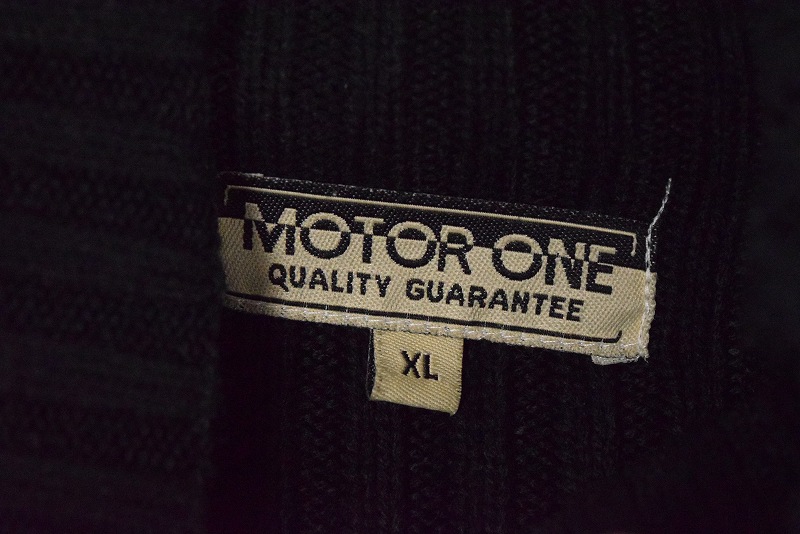 MOTOR ONE
QUALITY GUARANTEE
XL